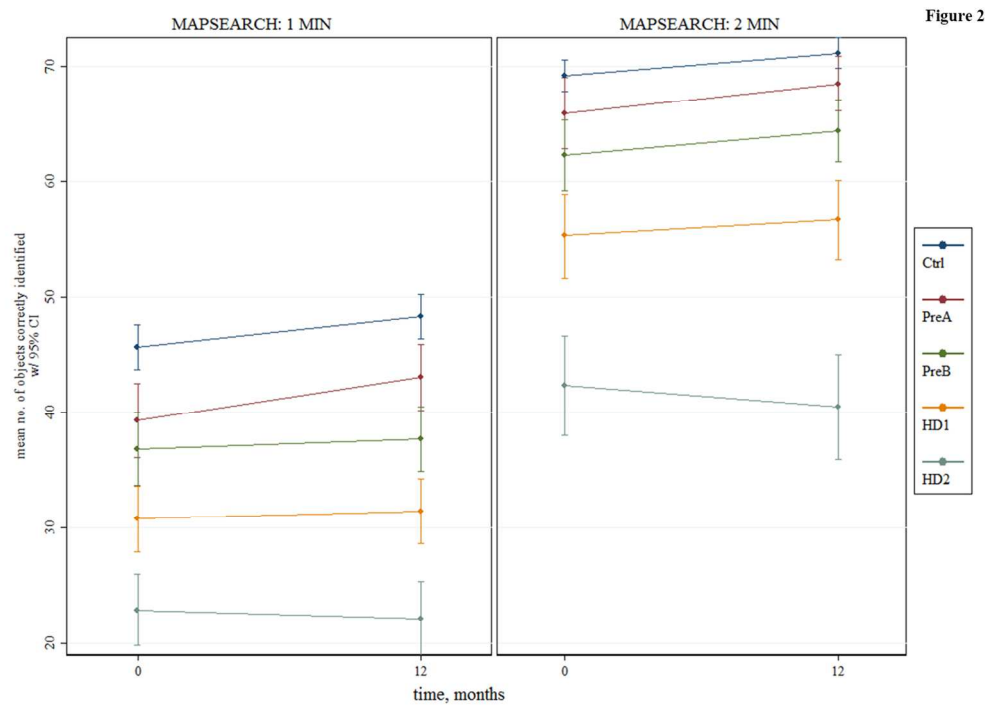 Figure 2
MAPSEARCH: 1 MIN
MAPSEARCH: 2 MIN
mean no. of objects correctly identified
w/ 95% CI
70
60
50
40
30
20
0
12
0
12
time, months
Ctrl
PreA
PreB
HD1
HD2